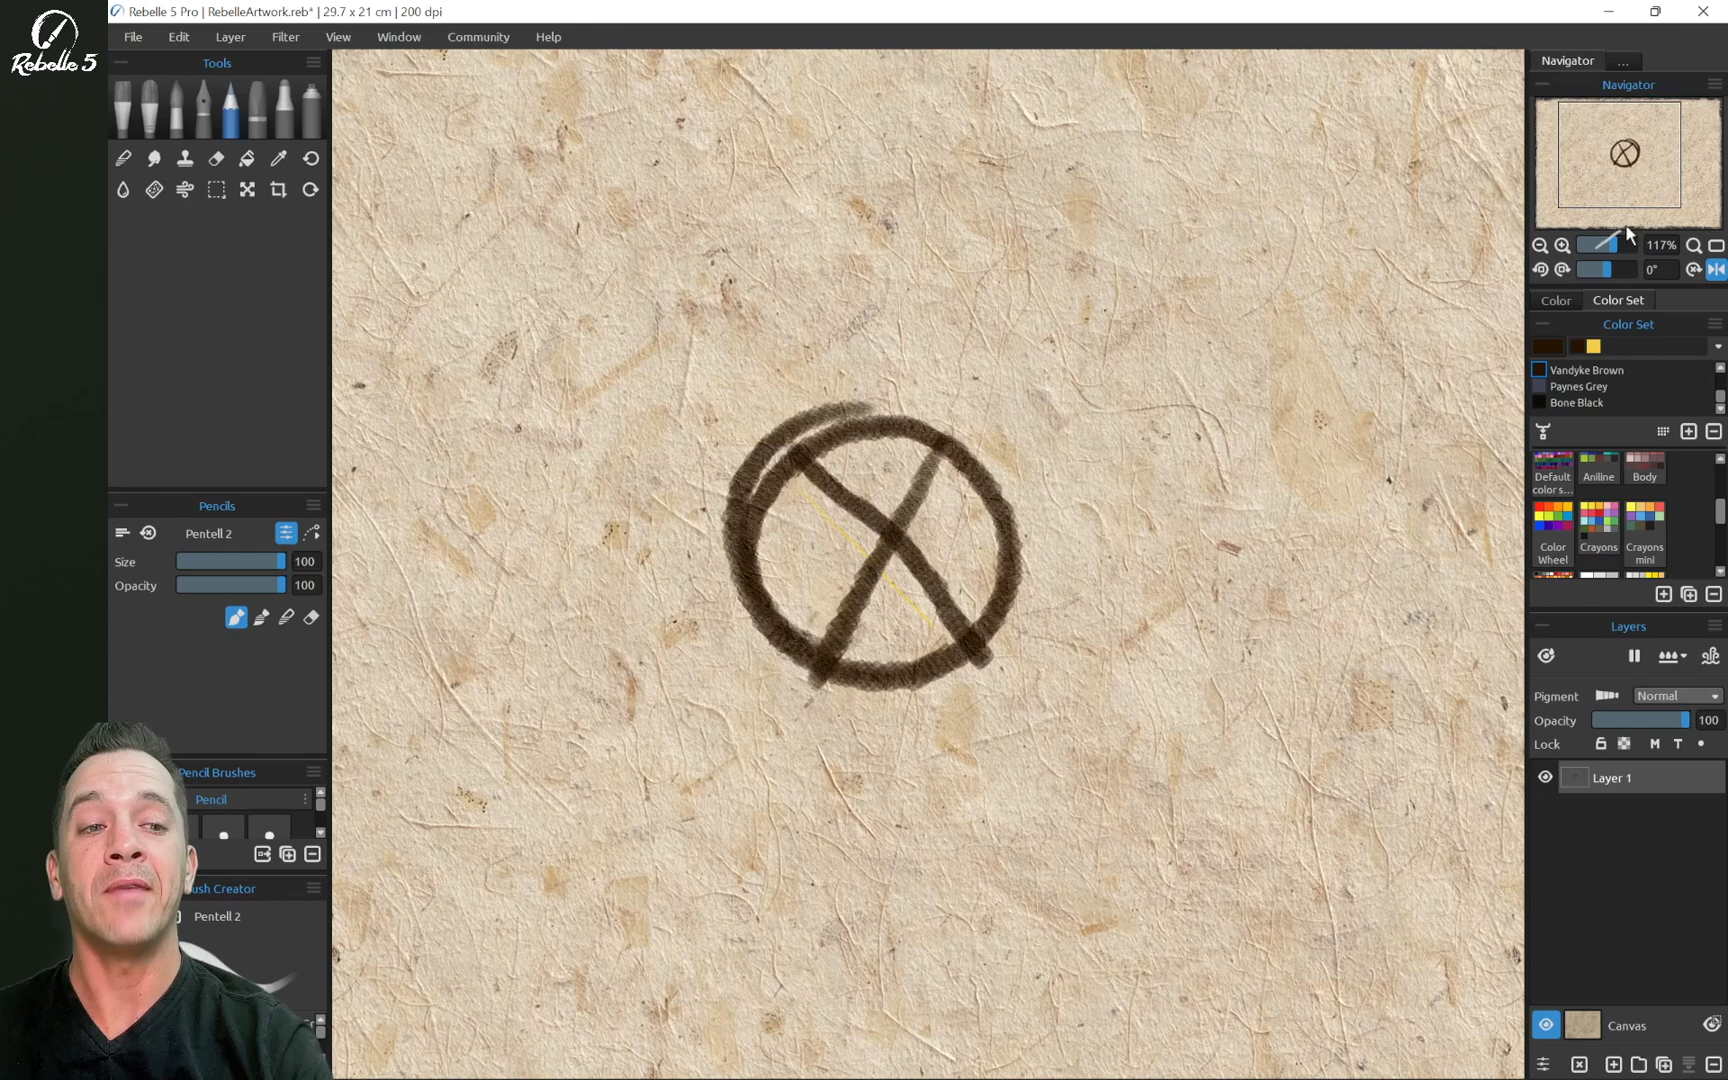 Rebelle 5
Rebelle 5 Pro | RebelleArtwork.reb* | 29.7 x 21 cm | 200 dpi
File Edit Layer Filter View Window Community Help
Tools
Pencils
Pentell 2
Size 100
Opacity 100
Pencil Brushes
Pencil
ush Creator
Pentell 2
Navigator ...
Navigator
117%
0°
Color Color Set
Color Set
Vandyke Brown
Paynes Grey
Bone Black
Default color s... Aniline Body
Color Wheel Crayons Crayons mini
Layers
Pigment Normal
Opacity 100
Lock M T
Layer 1
Canvas